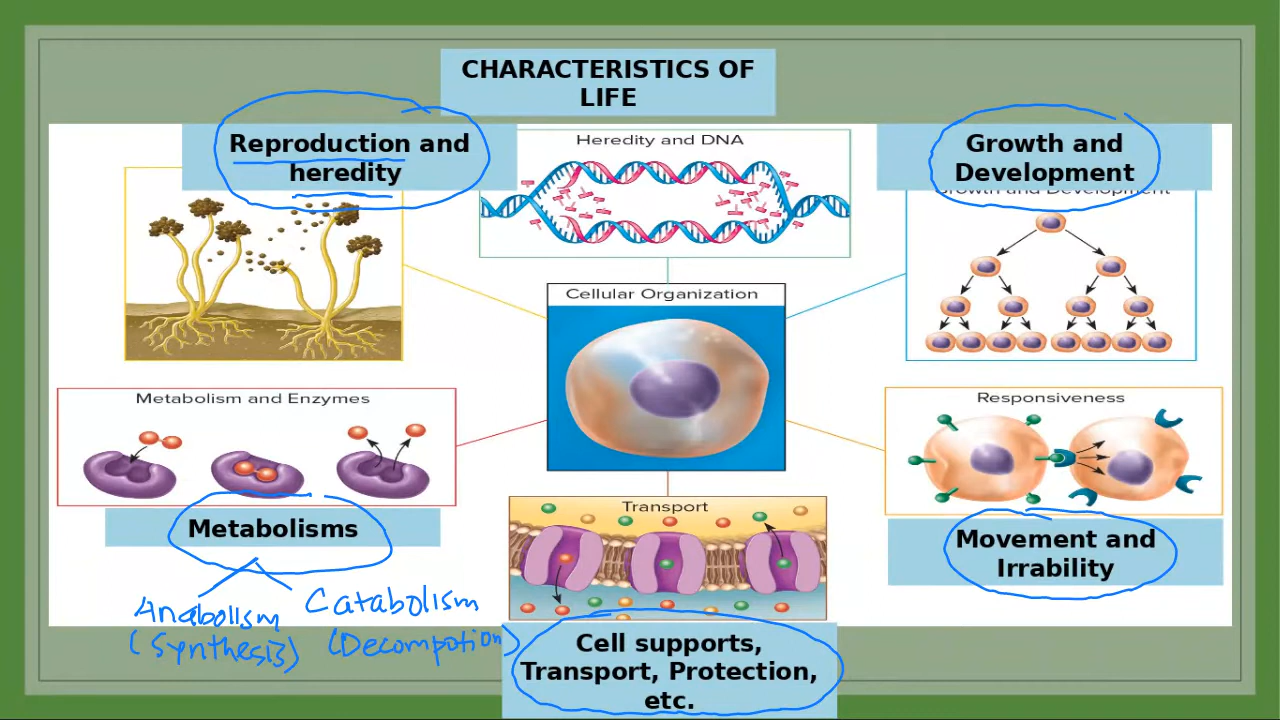 CHARACTERISTICS OF
LIFE
Reproduction and
heredity
Heredity and DNA
Growth and
Development
Growth and Development
Cellular Organization
Metabolism and Enzymes
Responsiveness
Metabolisms
Transport
Movement and
Irrability
Anabolism
Catabolism
(Synthesis)
(Decompotion)
Cell supports,
Transport, Protection,
etc.